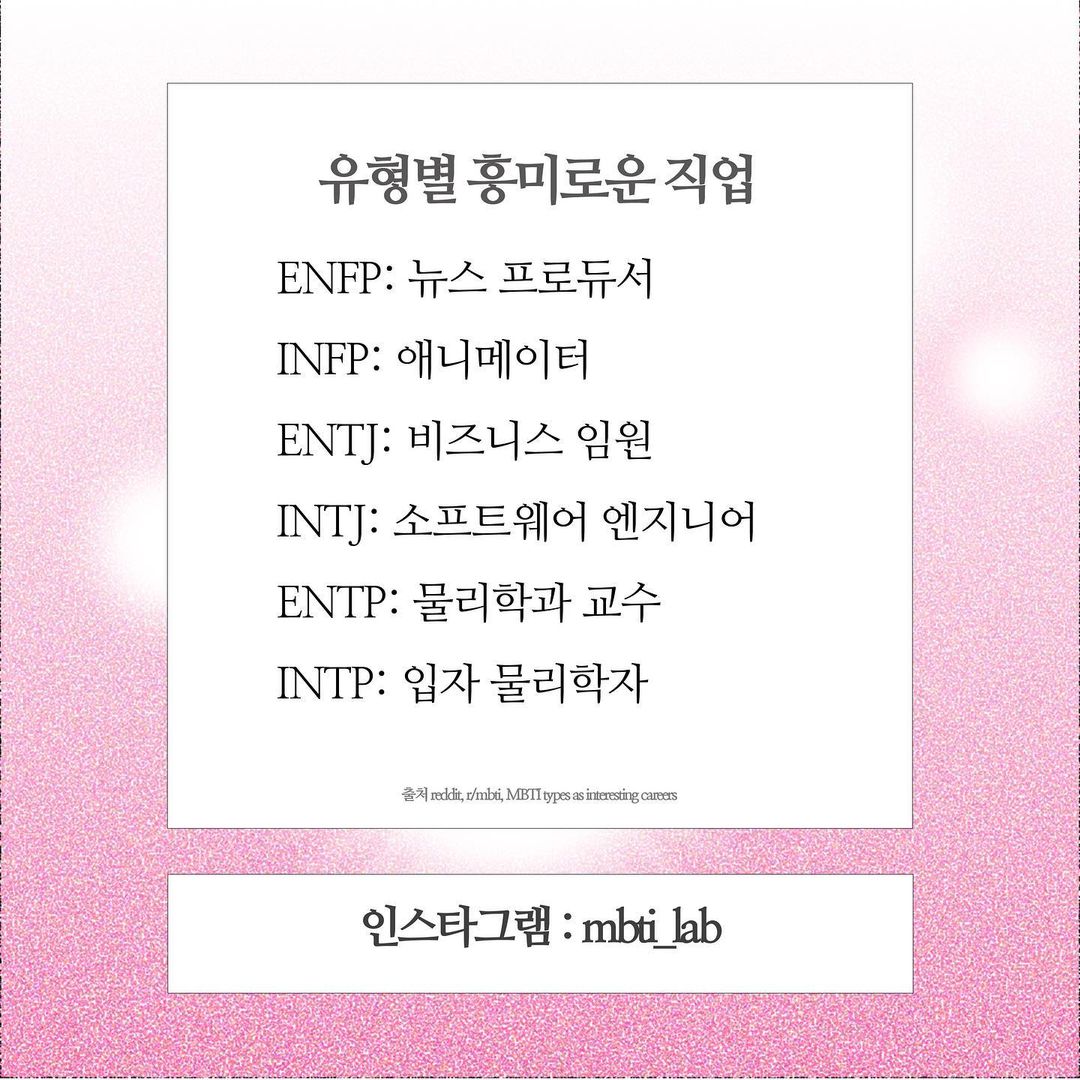 유형별 흥미로운 직업
ENFP: 뉴스 프로듀서
INFP: 애니메이터
ENTJ: 비즈니스 임원
INTJ: 소프트웨어 엔지니어
ENTP: 물리학과 교수
INTP: 입자 물리학자
출처 reddit, r/mbti, MBTI types as interesting careers
인스타그램 : mbti_lab